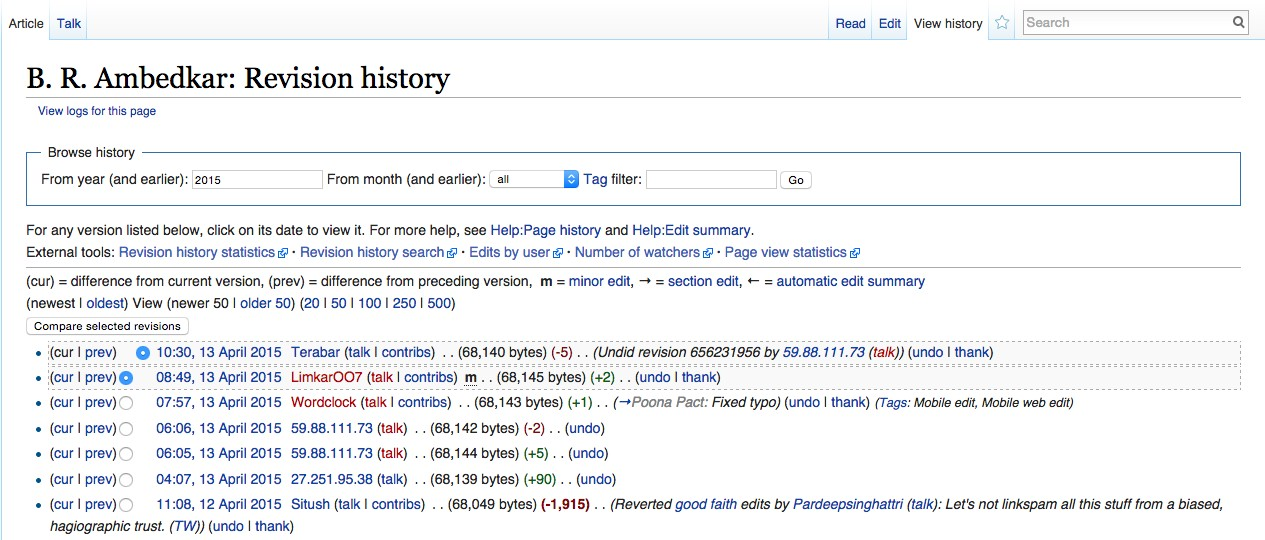 Article Talk Read Edit View history Search
B. R. Ambedkar: Revision history
View logs for this page
Browse history
From year (and earlier): 2015 From month (and earlier): all Tag filter: Go
For any version listed below, click on its date to view it. For more help, see Help:Page history and Help:Edit summary.
External tools: Revision history statistics · Revision history search · Edits by user · Number of watchers · Page view statistics
(cur) = difference from current version, (prev) = difference from preceding version, m = minor edit, → = section edit, ← = automatic edit summary
(newest | oldest) View (newer 50 | older 50) (20 | 50 | 100 | 250 | 500)
Compare selected revisions
(cur | prev) 10:30, 13 April 2015 Terabar (talk | contribs) . . (68,140 bytes) (-5) . . (Undid revision 656231956 by 59.88.111.73 (talk)) (undo | thank)
(cur | prev) 08:49, 13 April 2015 LimkarOO7 (talk | contribs) m . . (68,145 bytes) (+2) . . (undo | thank)
(cur | prev) 07:57, 13 April 2015 Wordclock (talk | contribs) . . (68,143 bytes) (+1) . . (→Poona Pact: Fixed typo) (undo | thank) (Tags: Mobile edit, Mobile web edit)
(cur | prev) 06:06, 13 April 2015 59.88.111.73 (talk) . . (68,142 bytes) (-2) . . (undo)
(cur | prev) 06:05, 13 April 2015 59.88.111.73 (talk) . . (68,144 bytes) (+5) . . (undo)
(cur | prev) 04:07, 13 April 2015 27.251.95.38 (talk) . . (68,139 bytes) (+90) . . (undo)
(cur | prev) 11:08, 12 April 2015 Sitush (talk | contribs) . . (68,049 bytes) (-1,915) . . (Reverted good faith edits by Pardeepsinghattri (talk): Let's not linkspam all this stuff from a biased,
hagiographic trust. (TW)) (undo | thank)